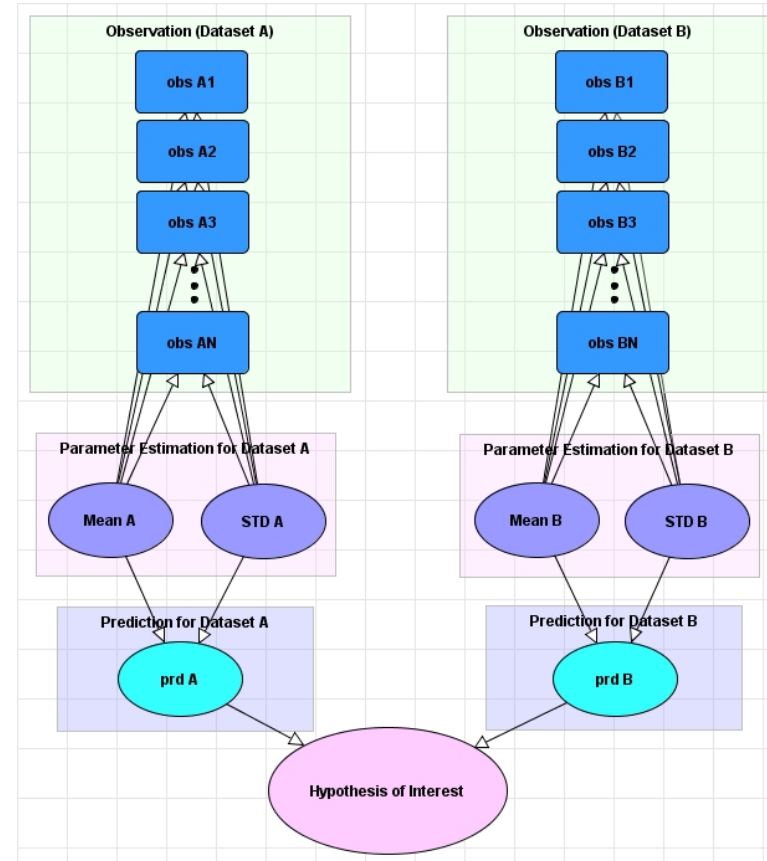 Observation (Dataset A)
obs A1
obs A2
obs A3
obs AN
Parameter Estimation for Dataset A
Mean A
STD A
Prediction for Dataset A
prd A
Observation (Dataset B)
obs B1
obs B2
obs B3
obs BN
Parameter Estimation for Dataset B
Mean B
STD B
Prediction for Dataset B
prd B
Hypothesis of Interest